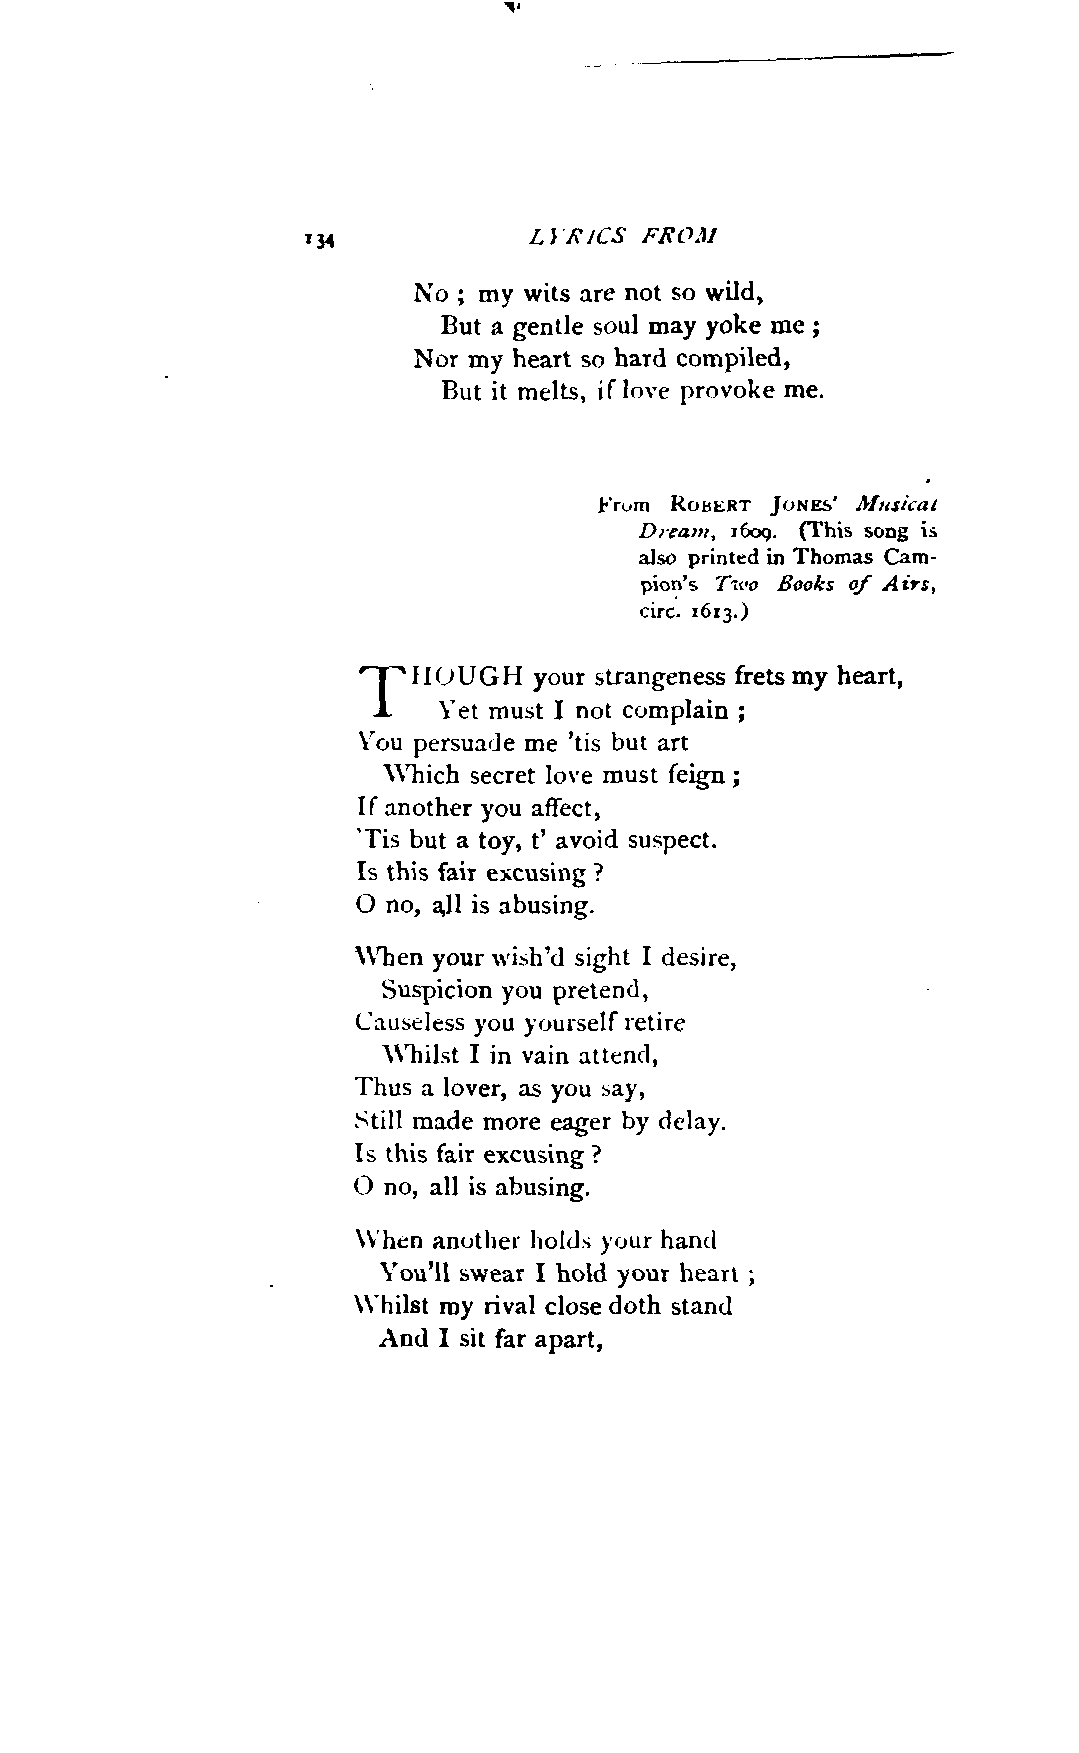 134 LYRICS FROM
No ; my wits are not so wild,
But a gentle soul may yoke me ;
Nor my heart so hard compiled,
But it melts, if love provoke me.
From ROBERT JONES' Musical
Dream, 1609. (This song is
also printed in Thomas Cam-
pion's Two Books of Airs,
circ. 1613.)
THOUGH your strangeness frets my heart,
Yet must I not complain ;
You persuade me 'tis but art
Which secret love must feign ;
If another you affect,
'Tis but a toy, t' avoid suspect.
Is this fair excusing ?
O no, all is abusing.
When your wish'd sight I desire,
Suspicion you pretend,
Causeless you yourself retire
Whilst I in vain attend,
Thus a lover, as you say,
Still made more eager by delay.
Is this fair excusing ?
O no, all is abusing.
When another holds your hand
You'll swear I hold your heart ;
Whilst my rival close doth stand
And I sit far apart,